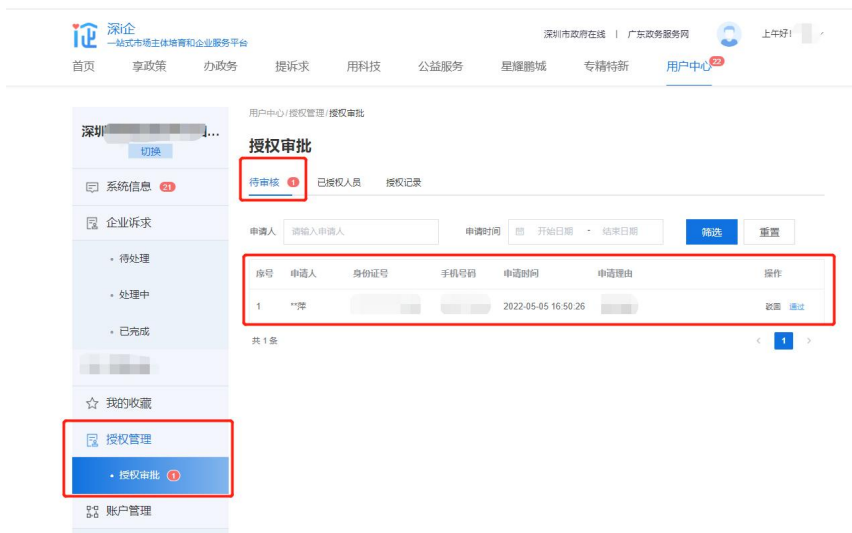 深i企
一站式市场主体培育和企业服务平台
深圳市政府在线 | 广东政务服务网
上午好!
首页 享政策 办政务 提诉求 用科技 公益服务 星耀鹏城 专精特新 用户中心 22
深圳
...
切换
系统信息 21
企业诉求
• 待处理
• 处理中
• 已完成
我的收藏
授权管理
• 授权审批 1
账户管理
用户中心/授权管理/授权审批
授权审批
待审核 1 已授权人员 授权记录
申请人 请输入申请人 申请时间 开始日期 - 结束日期 筛选 重置
序号 申请人 身份证号 手机号码 申请时间 申请理由 操作
1 **萍 2022-05-05 16:50:26 驳回 通过
共 1 条
< 1 >